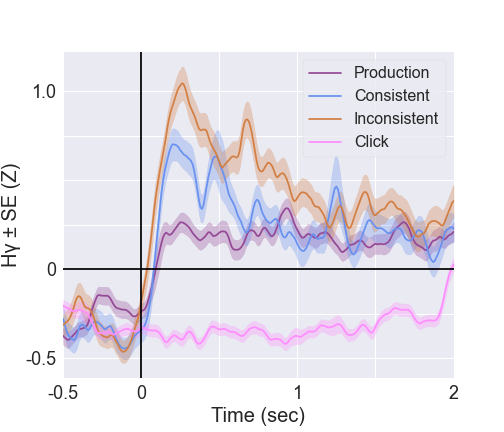 Production
Consistent
Inconsistent
Click
1.0
0
-0.5
Hγ ± SE (Z)
-0.5
0
1
2
Time (sec)